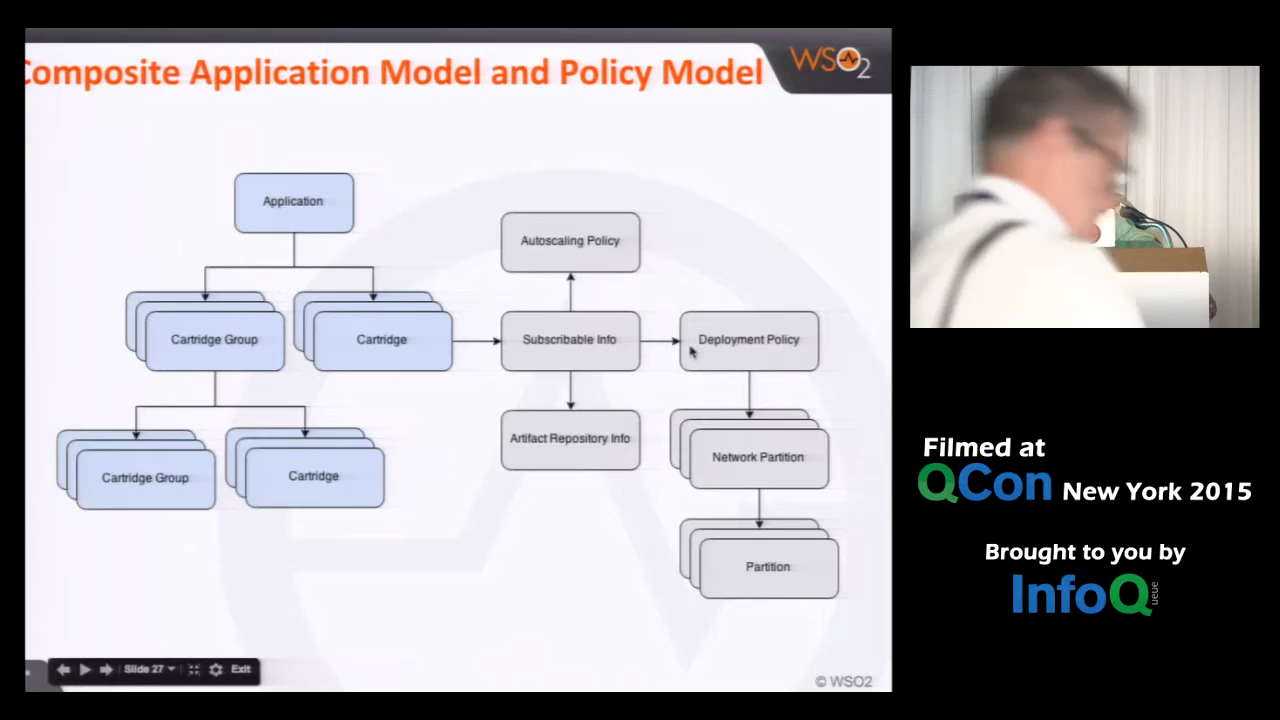 Composite Application Model and Policy Model
WSO2
Application
Autoscaling Policy
Cartridge Group
Cartridge
Subscribable Info
Deployment Policy
Artifact Repository Info
Network Partition
Cartridge Group
Cartridge
Partition
Slide 27
Exit
© WSO2
Filmed at
QCon New York 2015
Brought to you by
InfoQ
ueue